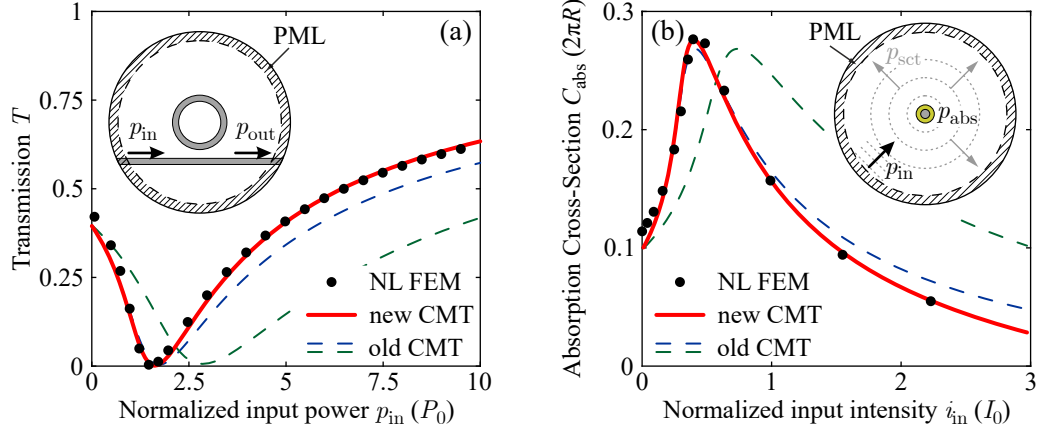 (a)
PML
p_in
p_out
Transmission T
1
0.75
0.5
0.25
0
NL FEM
new CMT
old CMT
0
2.5
5
7.5
10
Normalized input power p_in (P_0)
(b)
PML
p_sct
p_abs
p_in
Absorption Cross-Section C_abs (2πR)
0.3
0.2
0.1
0
NL FEM
new CMT
old CMT
0
1
2
3
Normalized input intensity i_in (I_0)